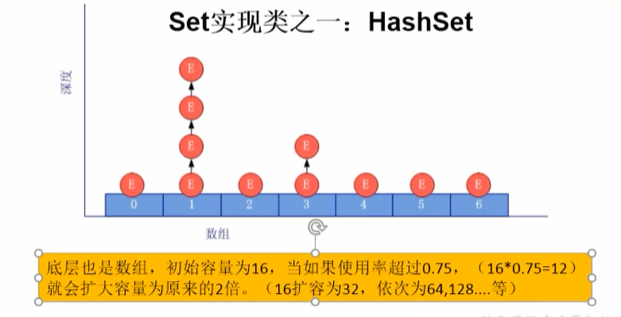 Set实现类之一：HashSet
深度
E
E
E
E
E
E
E
E
E
E
E
0 1 2 3 4 5 6
数组
底层也是数组，初始容量为16，当如果使用率超过0.75，（16*0.75=12）
就会扩大容量为原来的2倍。（16扩容为32，依次为64,128....等）